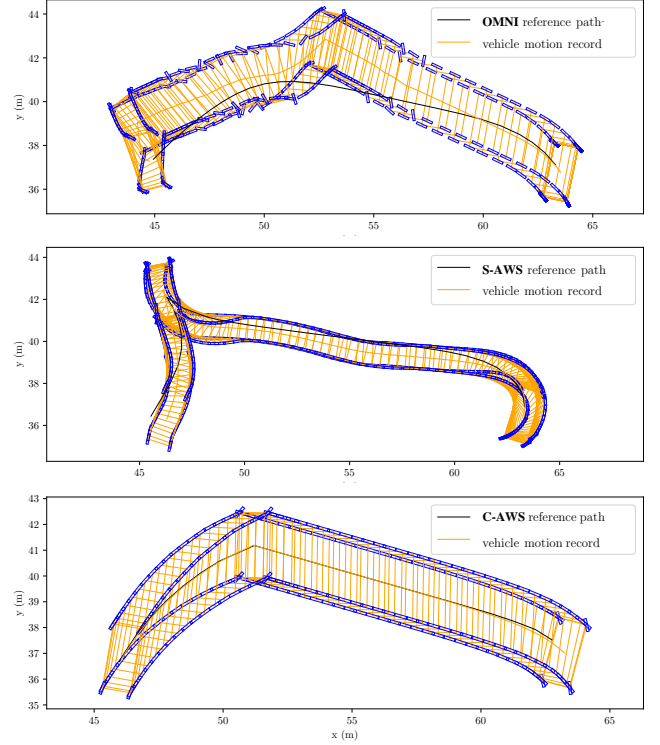 44
42
40
38
36
y (m)
OMNI reference path
vehicle motion record
45 50 55 60 65
44
42
40
38
36
y (m)
S-AWS reference path
vehicle motion record
45 50 55 60 65
43
42
41
40
39
38
37
36
35
y (m)
C-AWS reference path
vehicle motion record
45 50 55 60 65
x (m)